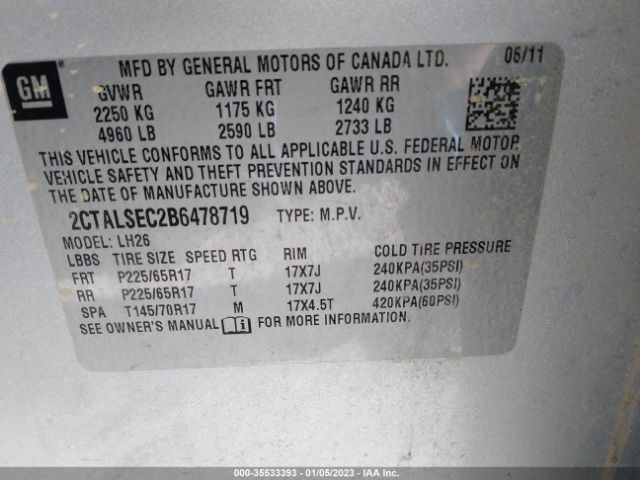 GM
MFD BY GENERAL MOTORS OF CANADA LTD. 06/11
GVWR GAWR FRT GAWR RR
2250 KG 1175 KG 1240 KG
4960 LB 2590 LB 2733 LB
THIS VEHICLE CONFORMS TO ALL APPLICABLE U.S. FEDERAL MOTOR
VEHICLE SAFETY AND THEFT PREVENTION STANDARDS IN EFFECT ON
THE DATE OF MANUFACTURE SHOWN ABOVE.
2CTALSEC2B6478719 TYPE: M.P.V.
MODEL: LH26
LBBS TIRE SIZE SPEED RTG RIM COLD TIRE PRESSURE
FRT P225/65R17 T 17X7J 240KPA(35PSI)
RR P225/65R17 T 17X7J 240KPA(35PSI)
SPA T145/70R17 M 17X4.5T 420KPA(60PSI)
SEE OWNER'S MANUAL FOR MORE INFORMATION.
000-35533393 - 01/05/2023 - IAA Inc.